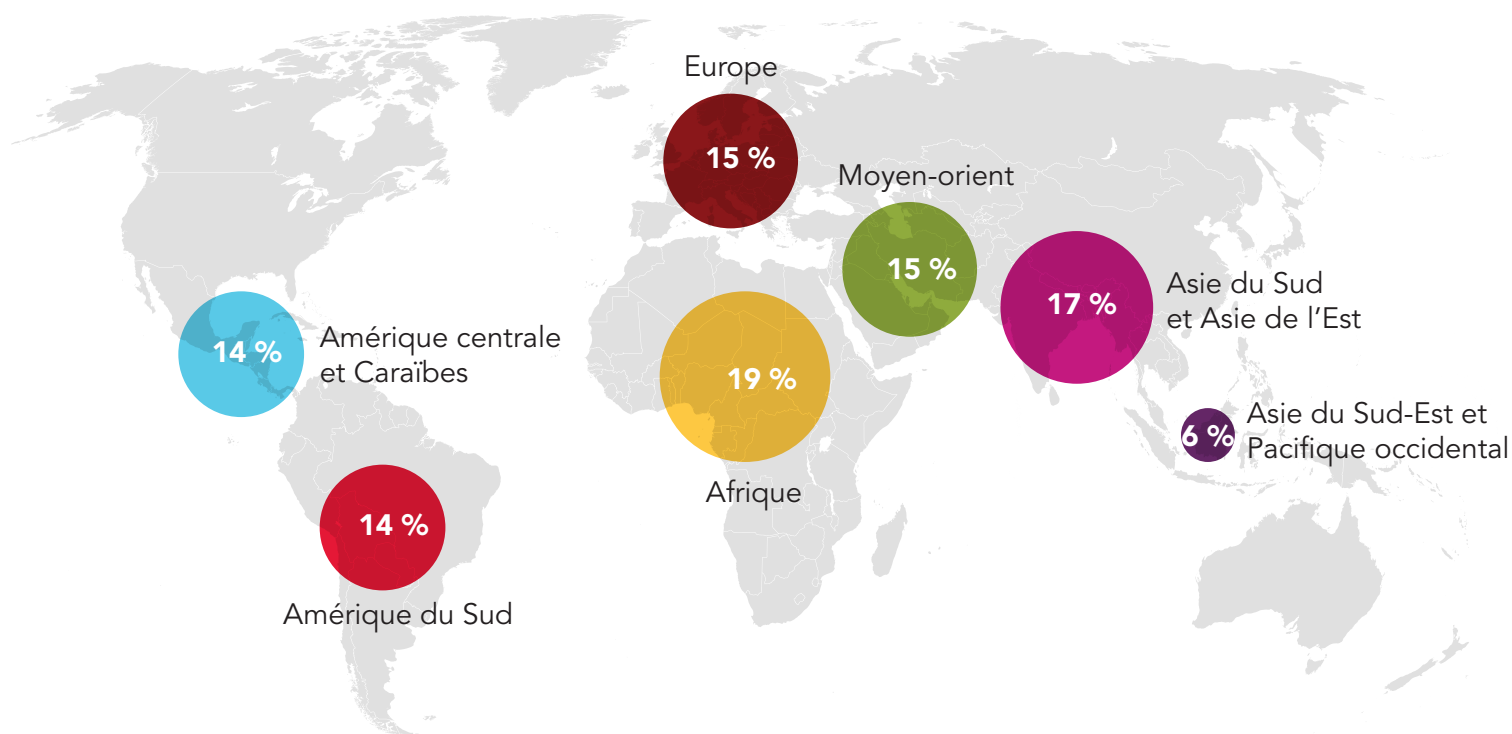 Europe
15 %
Moyen-orient
15 %
17 %
Asie du Sud
et Asie de l’Est
14 %
Amérique centrale
et Caraïbes
19 %
Afrique
6 %
Asie du Sud-Est et
Pacifique occidental
14 %
Amérique du Sud